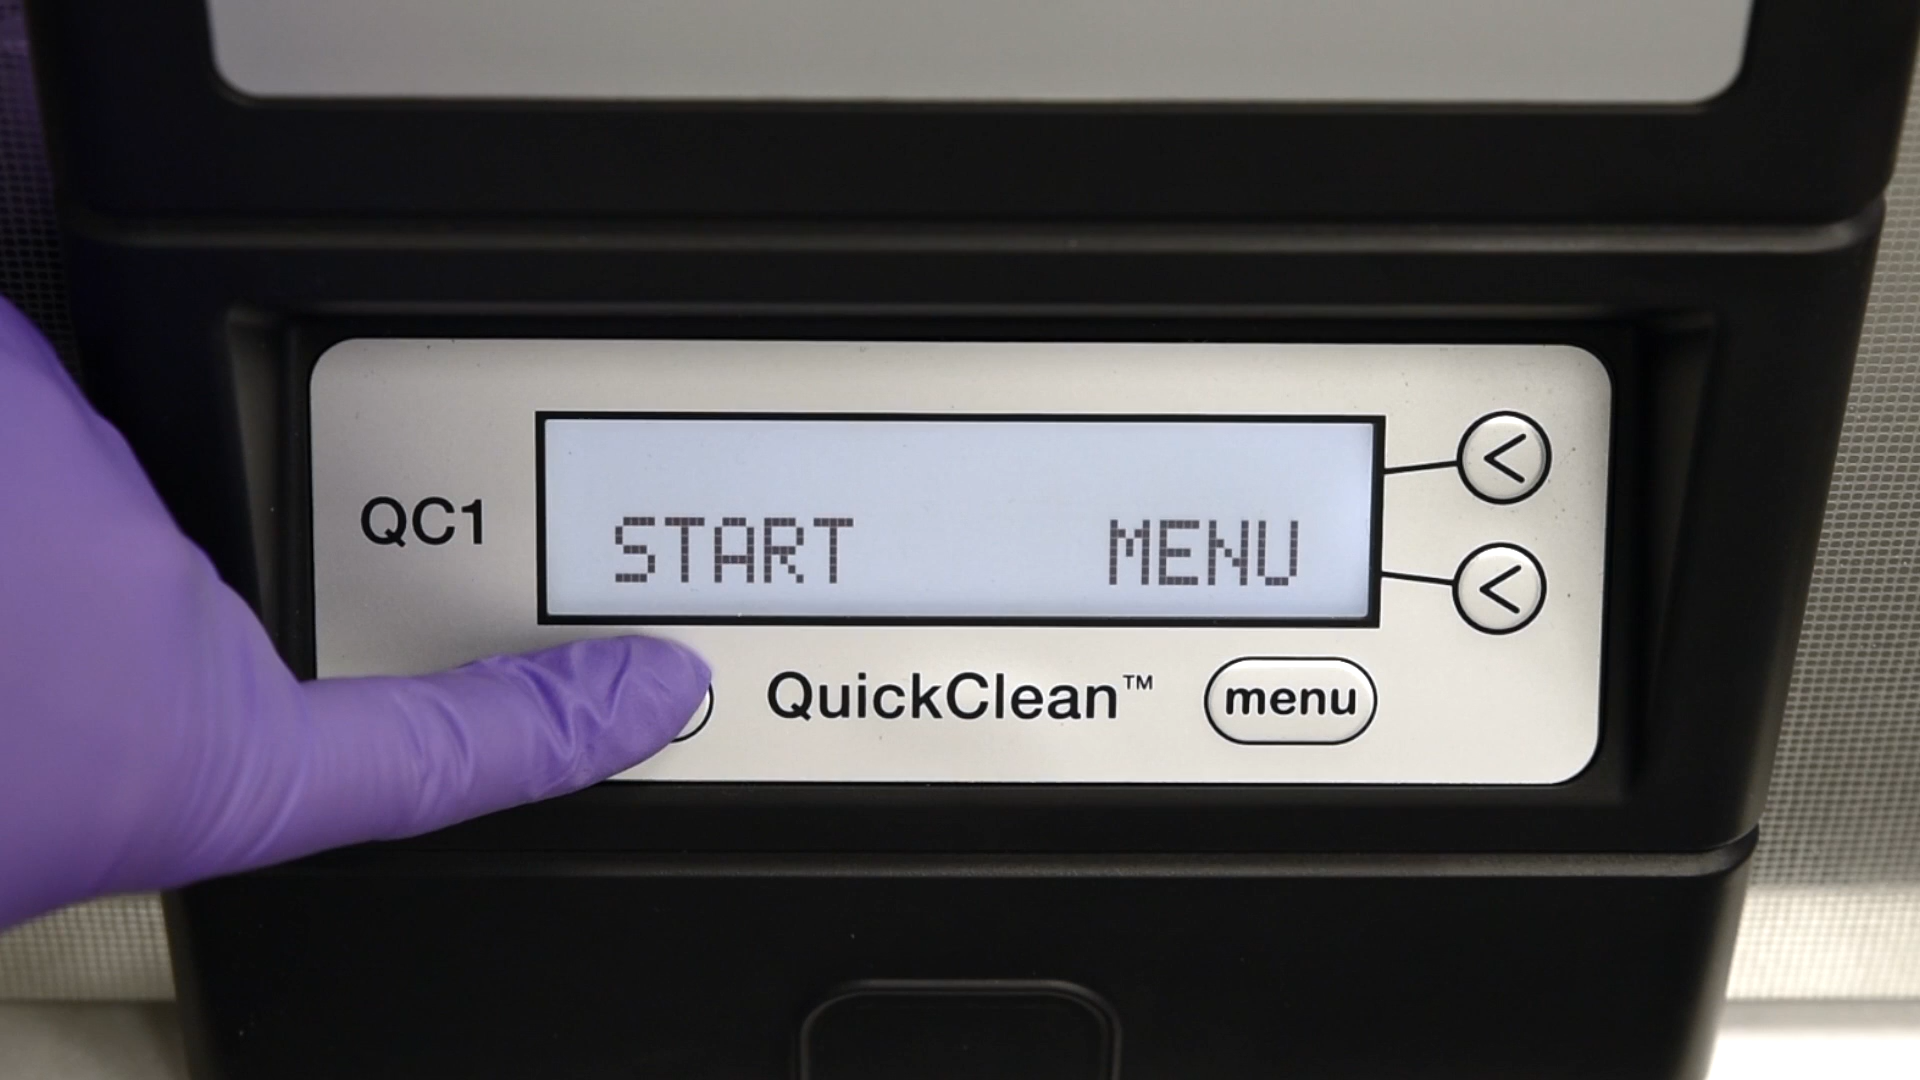 QC1
START MENU
<
<
QuickClean™
menu